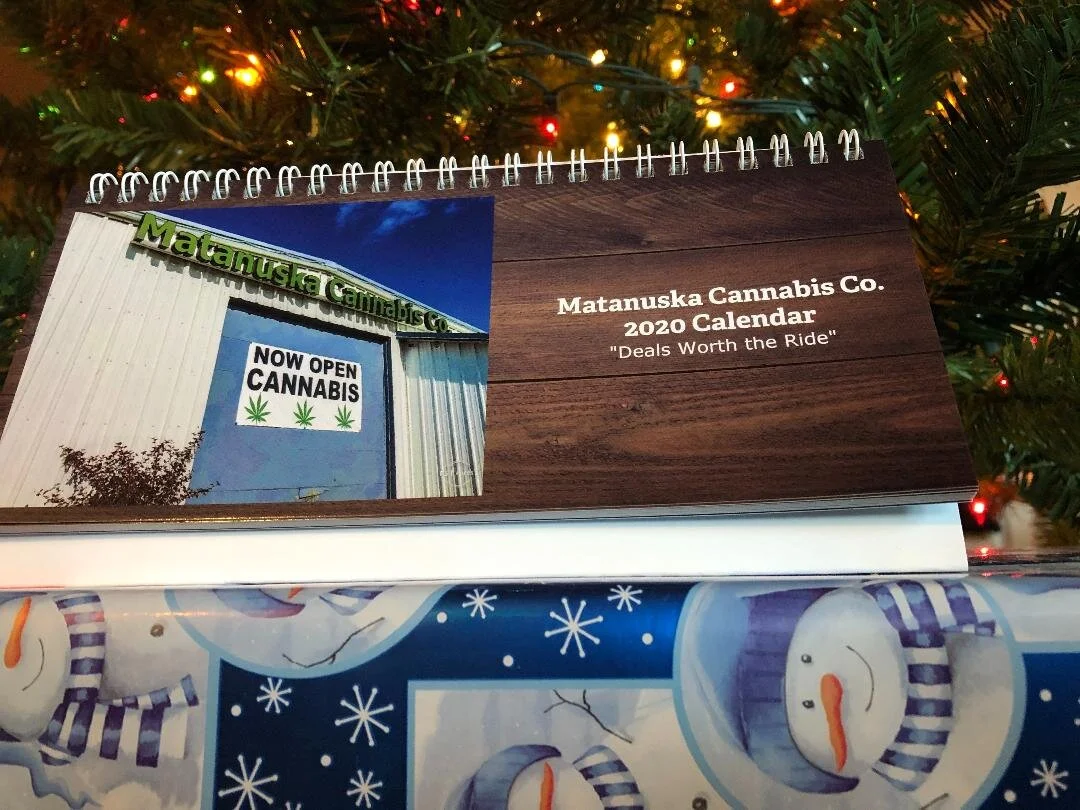 Matanuska Cannabis Co.
NOW OPEN
CANNABIS
Matanuska Cannabis Co.
2020 Calendar
"Deals Worth the Ride"